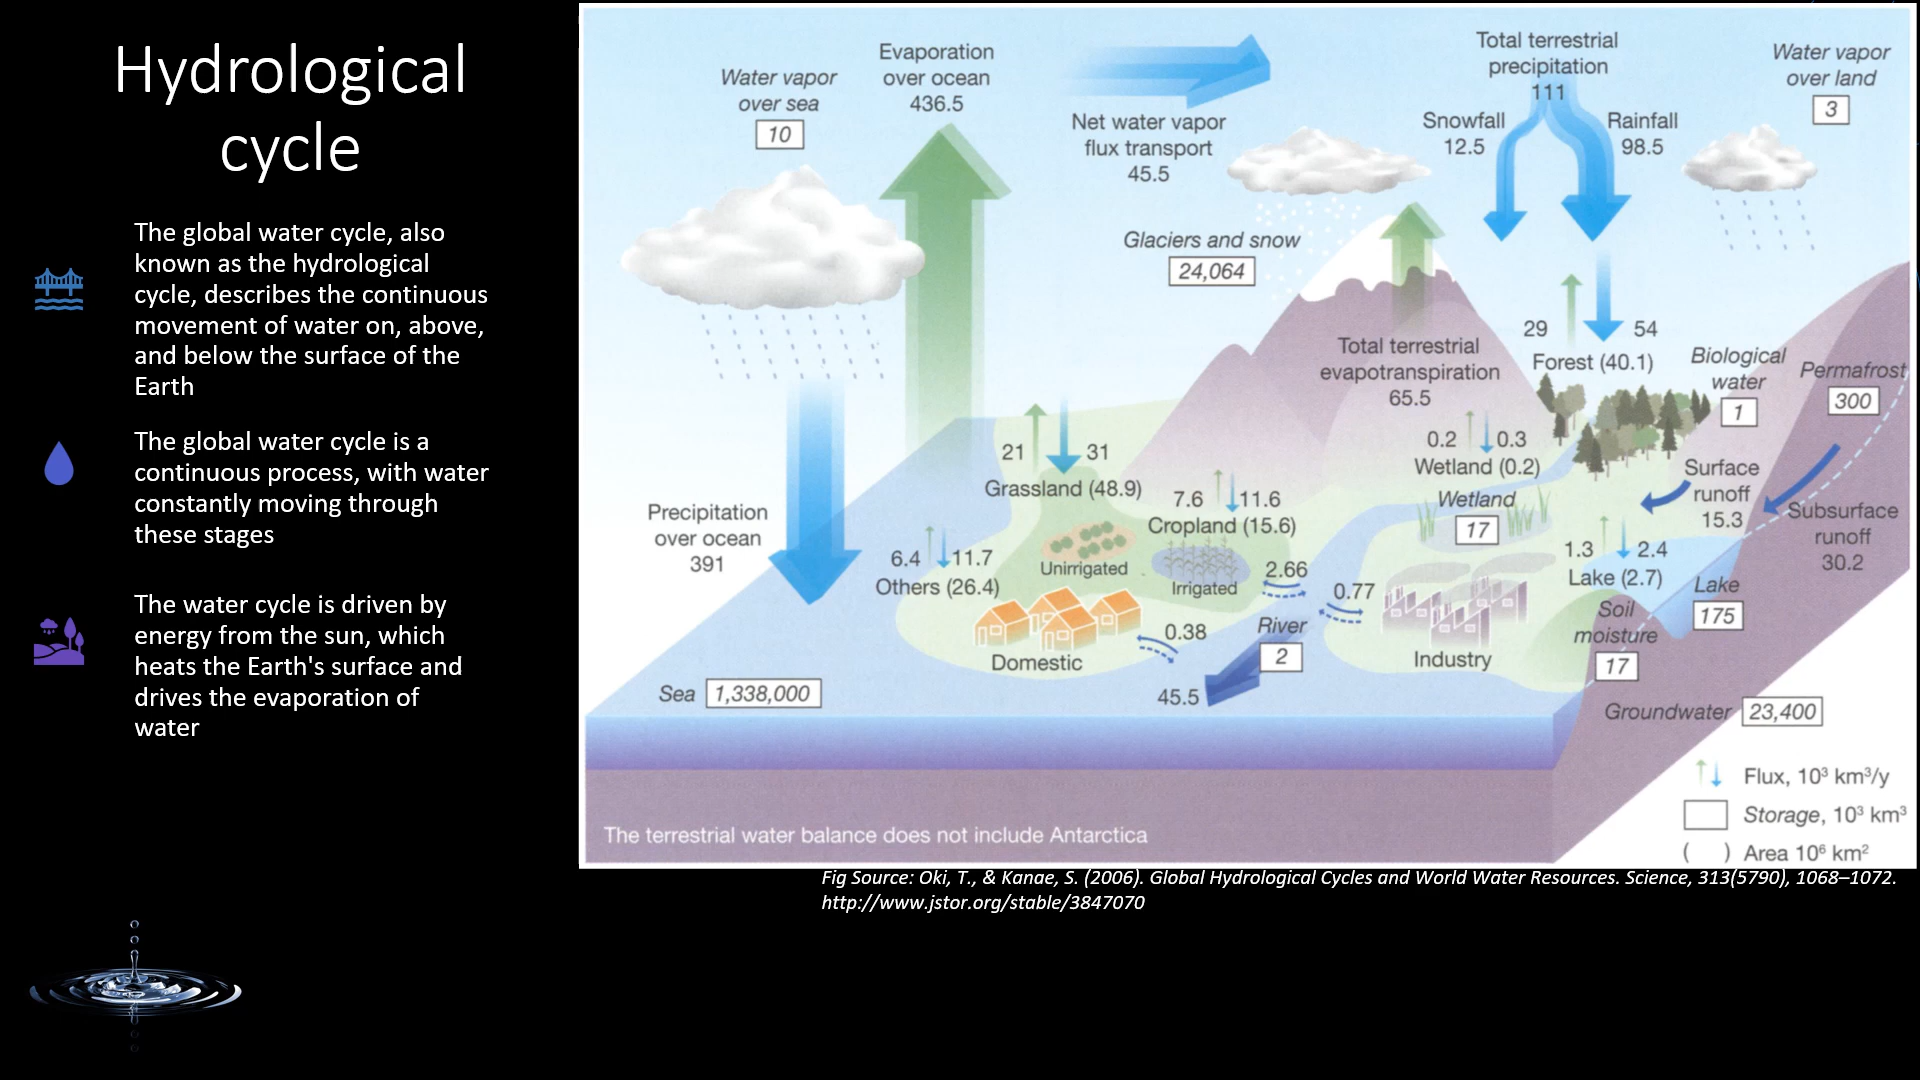 Hydrological
cycle
The global water cycle, also
known as the hydrological
cycle, describes the continuous
movement of water on, above,
and below the surface of the
Earth
The global water cycle is a
continuous process, with water
constantly moving through
these stages
The water cycle is driven by
energy from the sun, which
heats the Earth's surface and
drives the evaporation of
water
Water vapor
over sea
10
Evaporation
over ocean
436.5
Net water vapor
flux transport
45.5
Total terrestrial
precipitation
111
Snowfall
12.5
Rainfall
98.5
Water vapor
over land
3
Glaciers and snow
24,064
Total terrestrial
evapotranspiration
65.5
29 54
Forest (40.1)
Biological
water
1
Permafrost
300
21 31
Grassland (48.9)
0.2 0.3
Wetland (0.2)
Wetland
17
7.6 11.6
Cropland (15.6)
Surface
runoff
15.3
Subsurface
runoff
30.2
Precipitation
over ocean
391
6.4 11.7
Others (26.4)
Unirrigated
Irrigated
2.66
0.77
1.3 2.4
Lake (2.7)
Lake
175
Soil
moisture
17
Domestic
0.38
River
2
Industry
45.5
Sea 1,338,000
Groundwater 23,400
Flux, 10³ km³/y
Storage, 10³ km³
( ) Area 10⁶ km²
The terrestrial water balance does not include Antarctica
Fig Source: Oki, T., & Kanae, S. (2006). Global Hydrological Cycles and World Water Resources. Science, 313(5790), 1068–1072.
http://www.jstor.org/stable/3847070